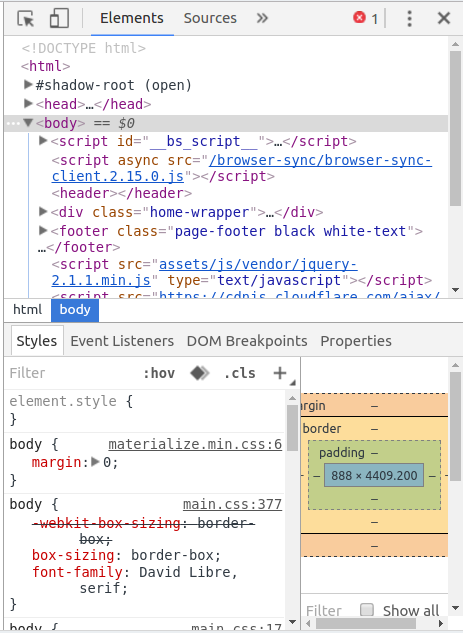 Elements Sources » 1
<!DOCTYPE html>
<html>
#shadow-root (open)
<head>…</head>
… <body> == $0
<script id="__bs_script__">…</script>
<script async src="/browser-sync/browser-sync-
client.2.15.0.js"></script>
<header></header>
<div class="home-wrapper">…</div>
<footer class="page-footer black white-text">
…</footer>
<script src="assets/js/vendor/jquery-
2.1.1.min.js" type="text/javascript"></script>
<script src="https://cdnjs.cloudflare.com/ajax/
html body
Styles Event Listeners DOM Breakpoints Properties
Filter :hov .cls +
element.style {
}
body { materialize.min.css:6
margin: 0;
}
body { main.css:377
-webkit-box-sizing: border-
box;
box-sizing: border-box;
font-family: David Libre,
serif;
}
body { main.css:17
rgin –
border –
padding –
– 888 × 4409.200 –
–
–
–
Filter Show all